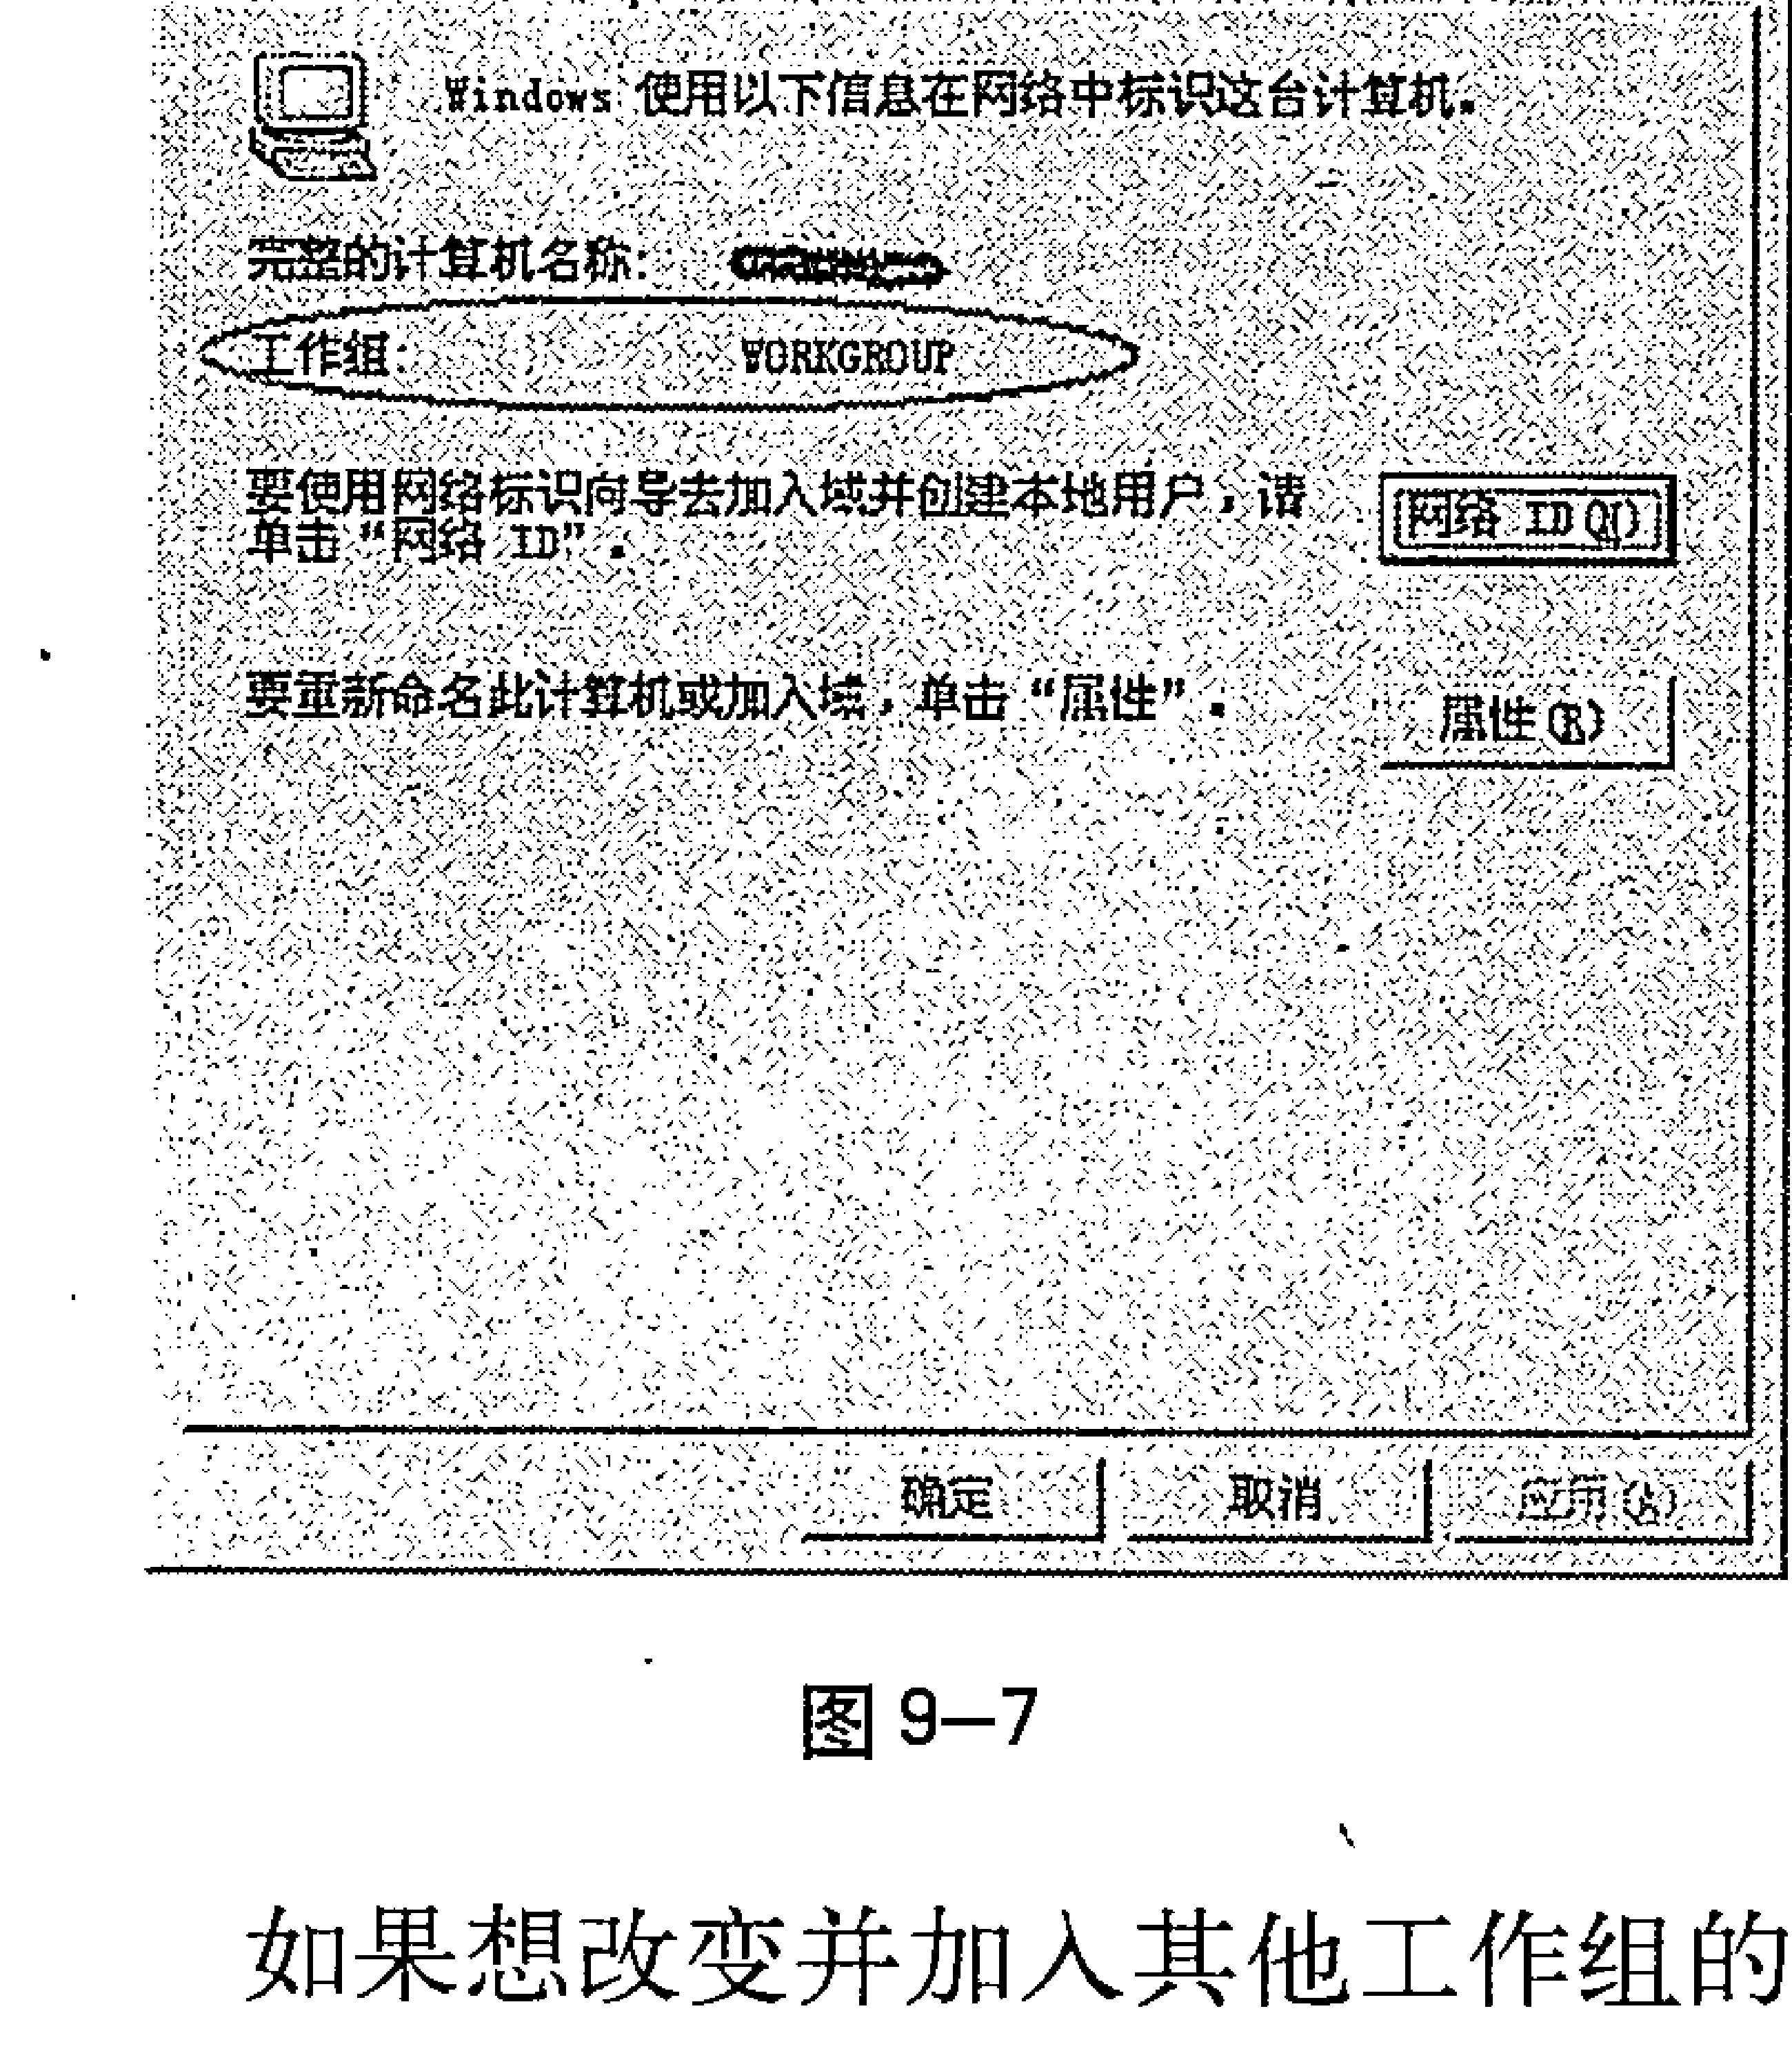 Windows 使用以下信息在网络中标识这台计算机。
完整的计算机名称:
工作组: WORKGROUP
要使用网络标识向导去加入域并创建本地用户，请
单击“网络 ID”。
网络 ID(N)
要重新命名此计算机或加入域，单击“属性”。
属性(R)
确定 取消 应用(A)
图 9—7
如果想改变并加入其他工作组的